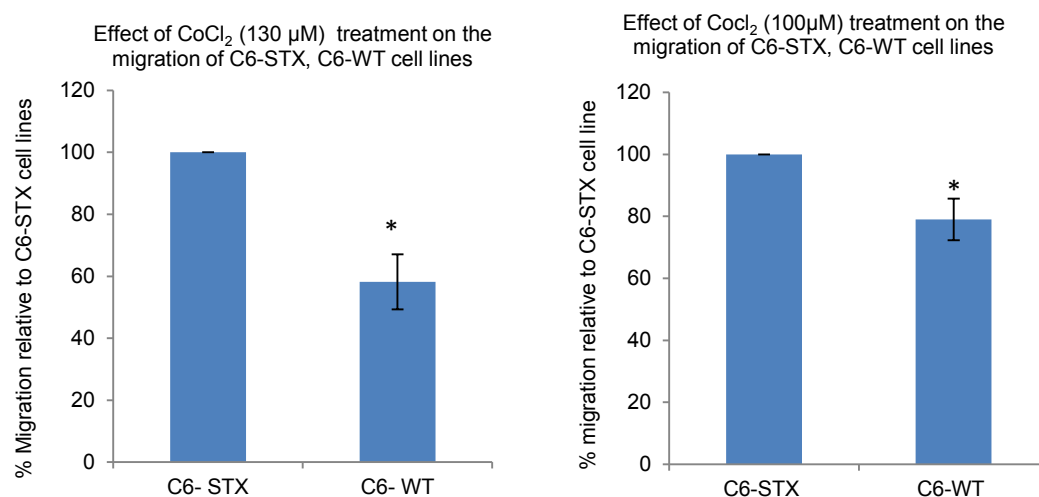 Effect of CoCl₂ (130 µM) treatment on the
migration of C6-STX, C6-WT cell lines
% Migration relative to C6-STX cell lines
120
100
80
60
40
20
0
*
C6- STX
C6- WT
Effect of Cocl₂ (100µM) treatment on the
migration of C6-STX, C6-WT cell lines
% migration relative to C6-STX cell line
120
100
80
60
40
20
0
*
C6-STX
C6-WT